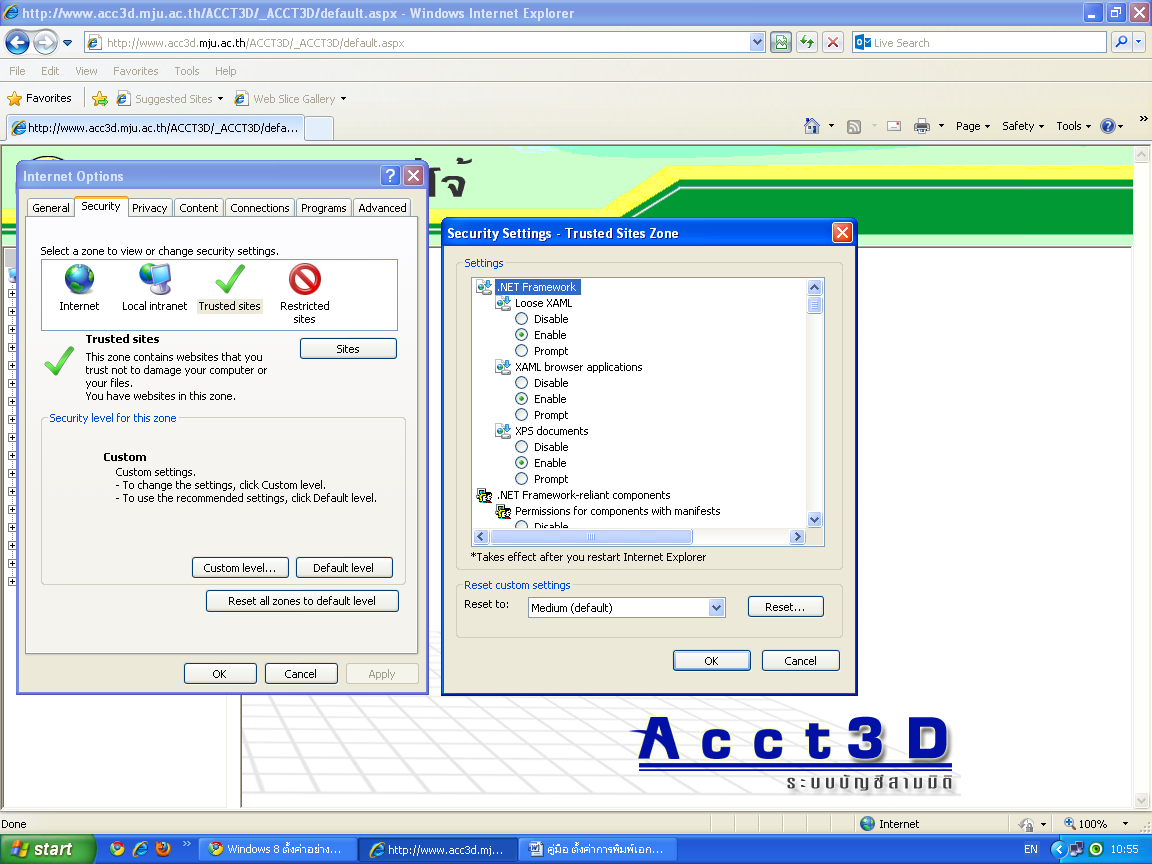 http://www.acc3d.mju.ac.th/ACCT3D/_ACCT3D/default.aspx - Windows Internet Explorer
http://www.acc3d.mju.ac.th/ACCT3D/_ACCT3D/default.aspx
Live Search
File Edit View Favorites Tools Help
Favorites Suggested Sites Web Slice Gallery
http://www.acc3d.mju.ac.th/ACCT3D/_ACCT3D/defa...
Page Safety Tools
Internet Options
General Security Privacy Content Connections Programs Advanced
Select a zone to view or change security settings.
Internet Local intranet Trusted sites Restricted sites
Trusted sites
Sites
This zone contains websites that you
trust not to damage your computer or
your files.
You have websites in this zone.
Security level for this zone
Custom
Custom settings.
- To change the settings, click Custom level.
- To use the recommended settings, click Default level.
Custom level... Default level
Reset all zones to default level
OK Cancel Apply
Security Settings - Trusted Sites Zone
Settings
.NET Framework
Loose XAML
Disable
Enable
Prompt
XAML browser applications
Disable
Enable
Prompt
XPS documents
Disable
Enable
Prompt
.NET Framework-reliant components
Permissions for components with manifests
Disable
*Takes effect after you restart Internet Explorer
Reset custom settings
Reset to: Medium (default) Reset...
OK Cancel
Acct3D
ระบบบัญชีสามมิติ
Done Internet 100%
start Windows 8 ตั้งค่าอย่าง... http://www.acc3d.mj... คู่มือ ตั้งค่าการพิมพ์เอก... EN 10:55